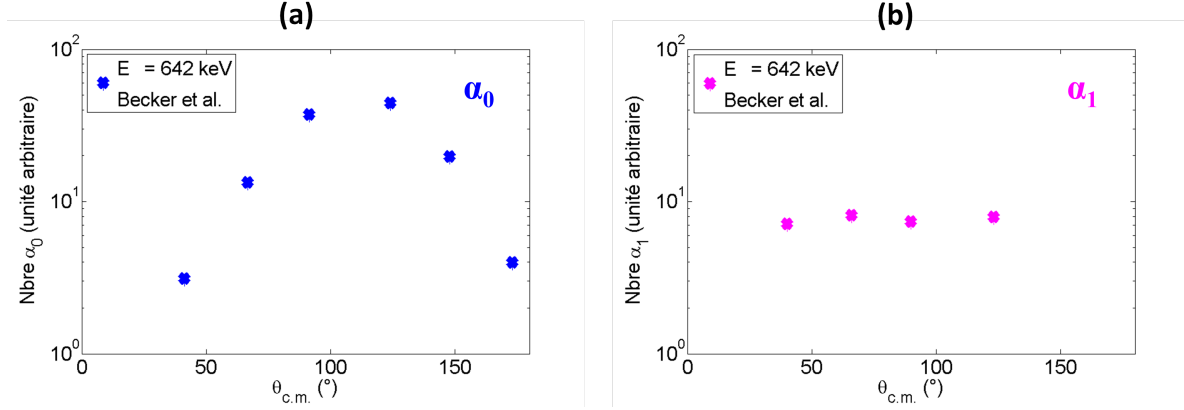 (a)
10²
E = 642 keV
Becker et al.
α₀
Nbre α₀ (unité arbitraire)
10¹
10⁰
0 50 100 150
θc.m. (°)
(b)
10²
E = 642 keV
Becker et al.
α₁
Nbre α₁ (unité arbitraire)
10¹
10⁰
0 50 100 150
θc.m. (°)